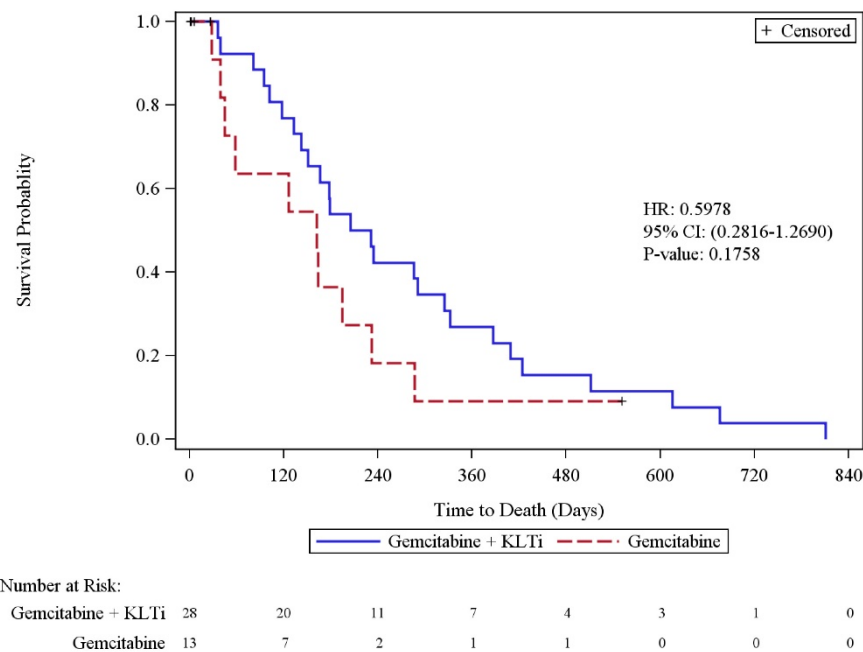 1.0
0.8
0.6
0.4
0.2
0.0
Survival Probablity
+ Censored
HR: 0.5978
95% CI: (0.2816-1.2690)
P-value: 0.1758
0 120 240 360 480 600 720 840
Time to Death (Days)
Gemcitabine + KLTi Gemcitabine
Number at Risk:
Gemcitabine + KLTi 28 20 11 7 4 3 1 0
Gemcitabine 13 7 2 1 1 0 0 0